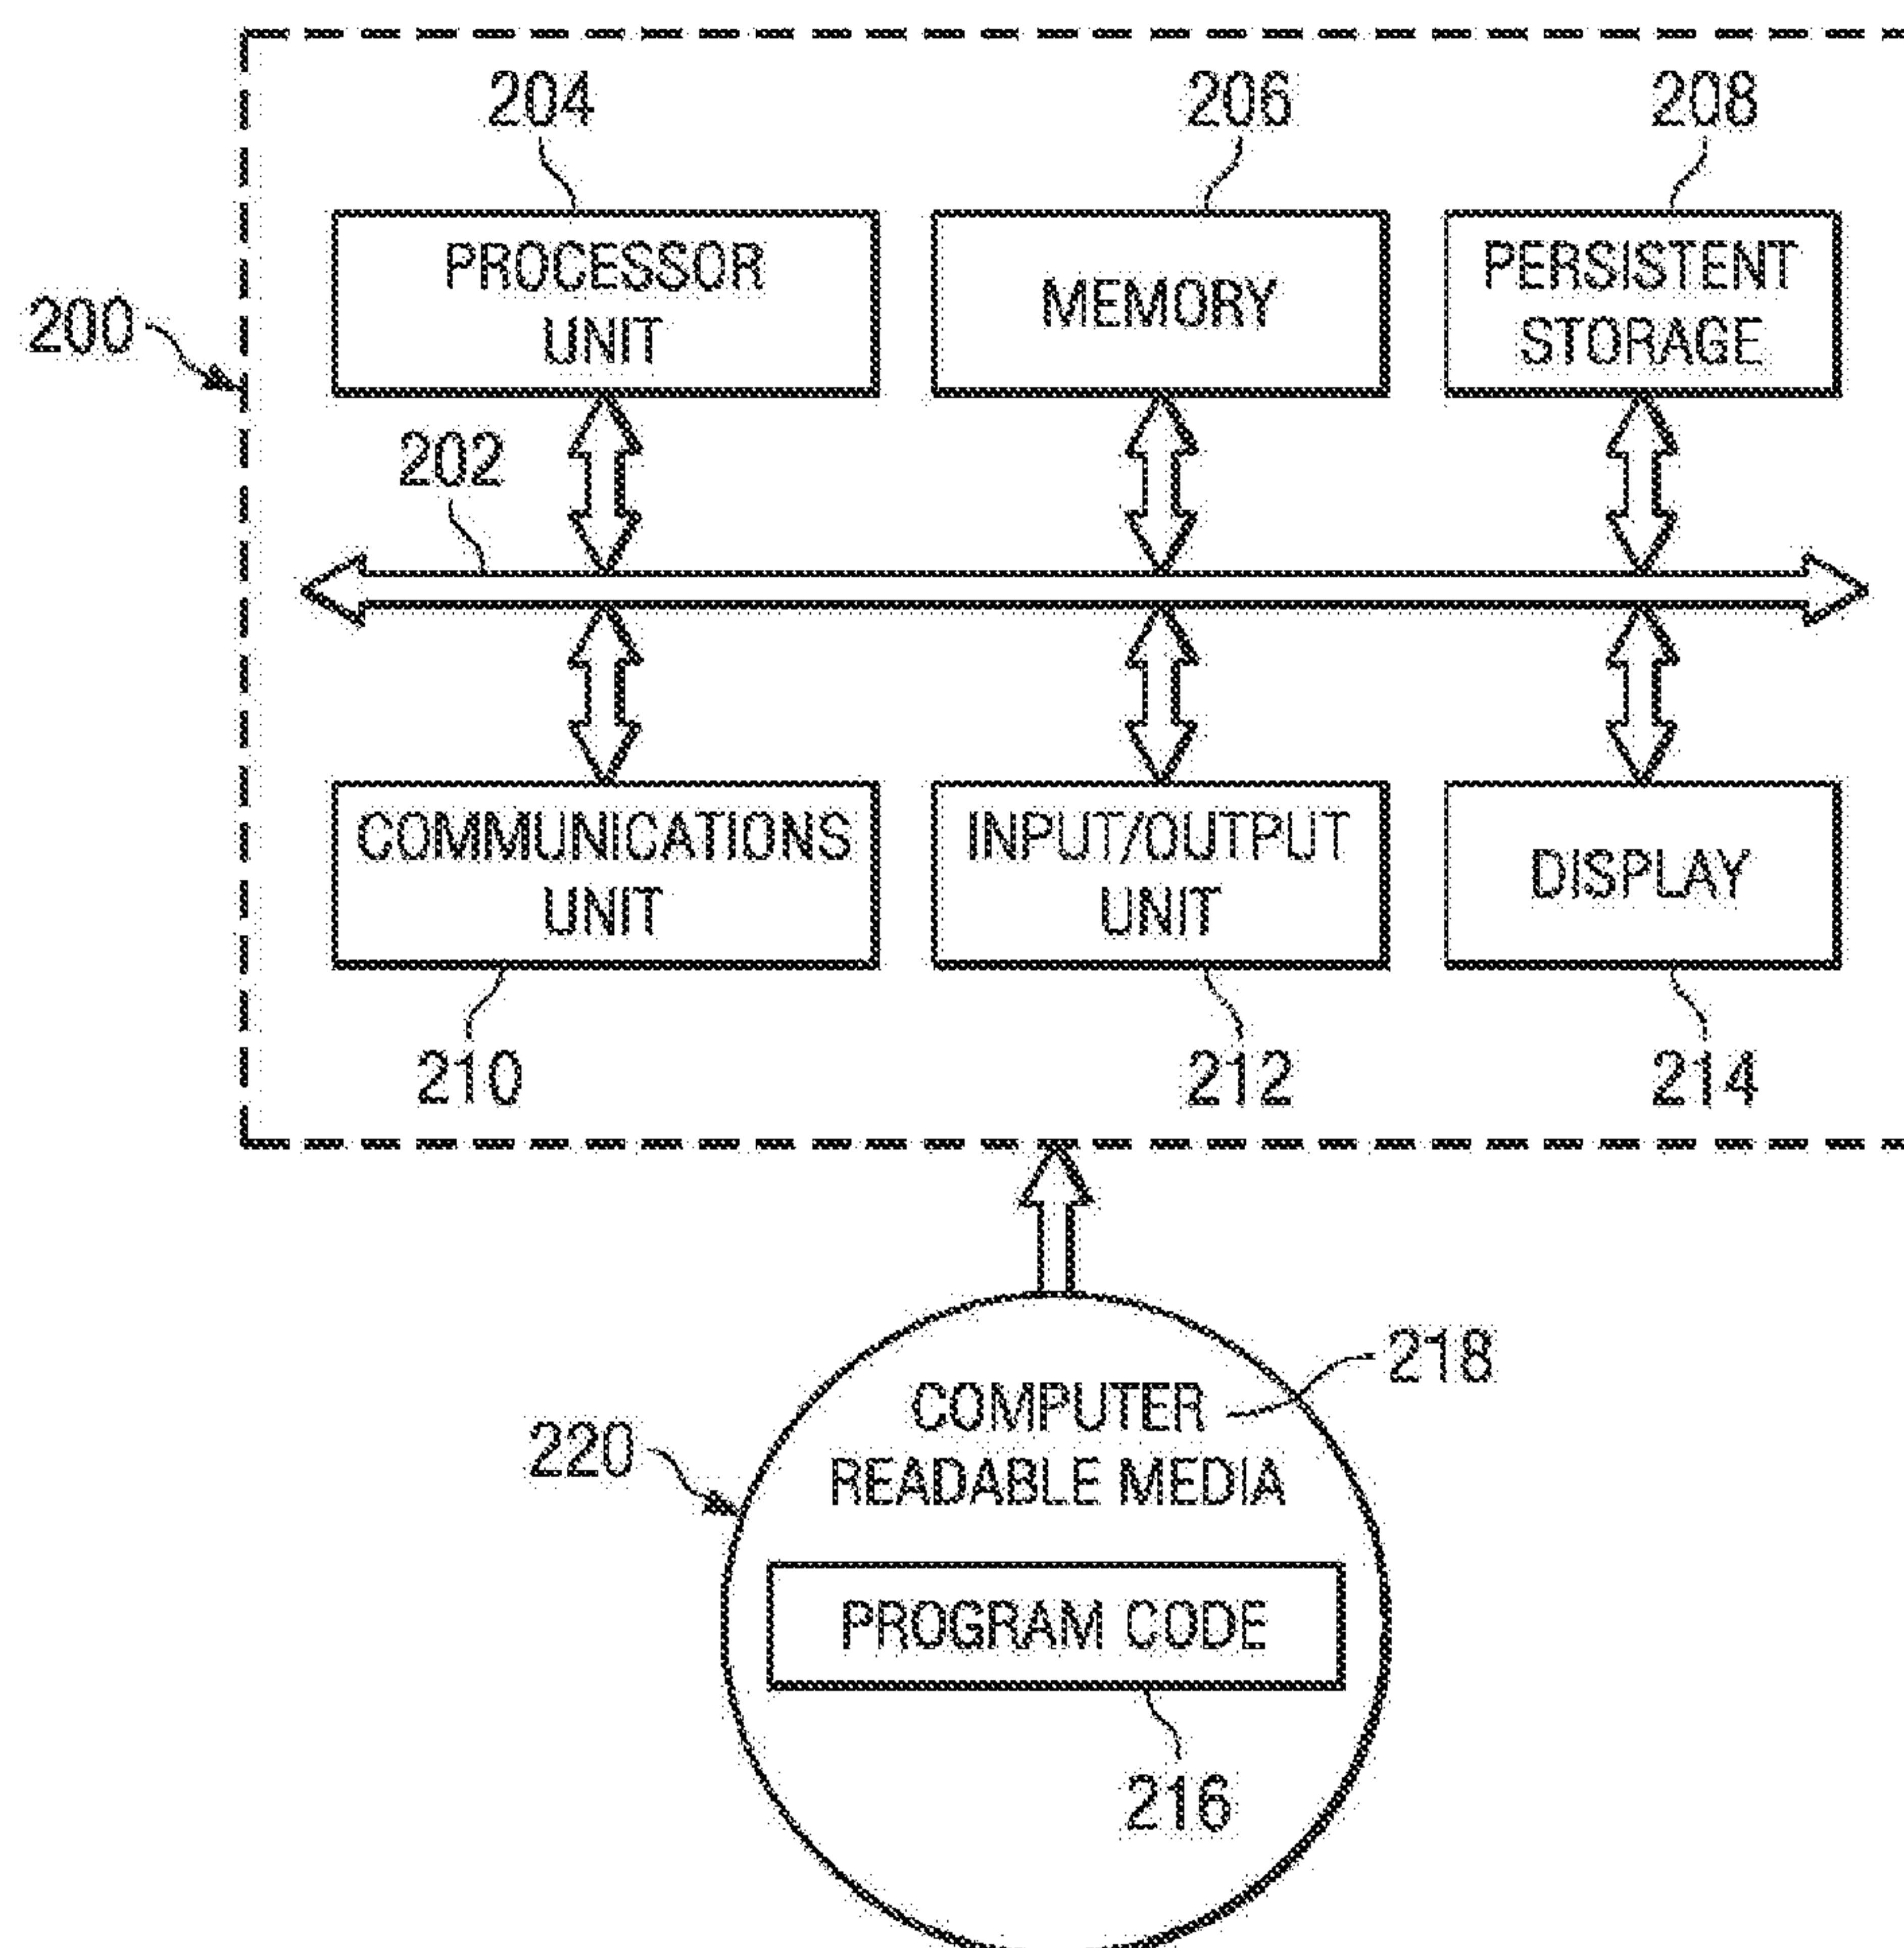 204
206
208
PROCESSOR
UNIT
MEMORY
PERSISTENT
STORAGE
200
202
COMMUNICATIONS
UNIT
INPUT/OUTPUT
UNIT
DISPLAY
210
212
214
218
COMPUTER
READABLE MEDIA
220
PROGRAM CODE
216